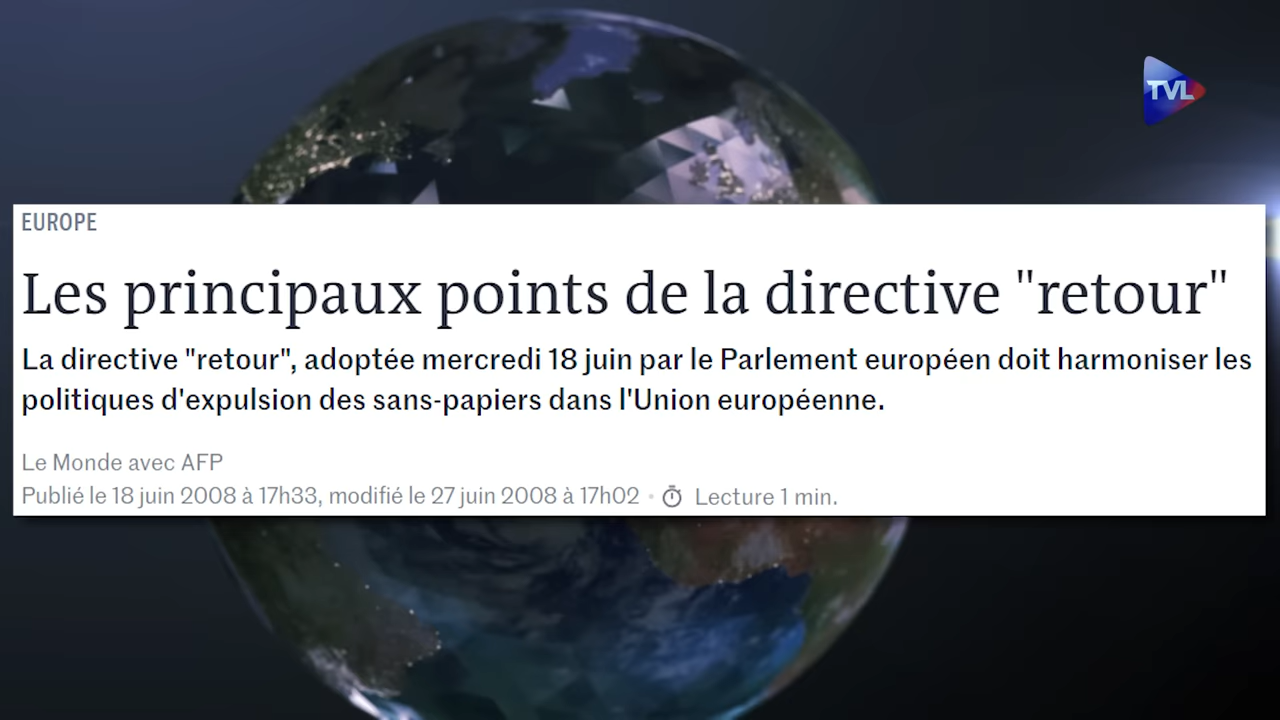 TVL
EUROPE
Les principaux points de la directive "retour"
La directive "retour", adoptée mercredi 18 juin par le Parlement européen doit harmoniser les
politiques d'expulsion des sans-papiers dans l'Union européenne.
Le Monde avec AFP
Publié le 18 juin 2008 à 17h33, modifié le 27 juin 2008 à 17h02 • Lecture 1 min.